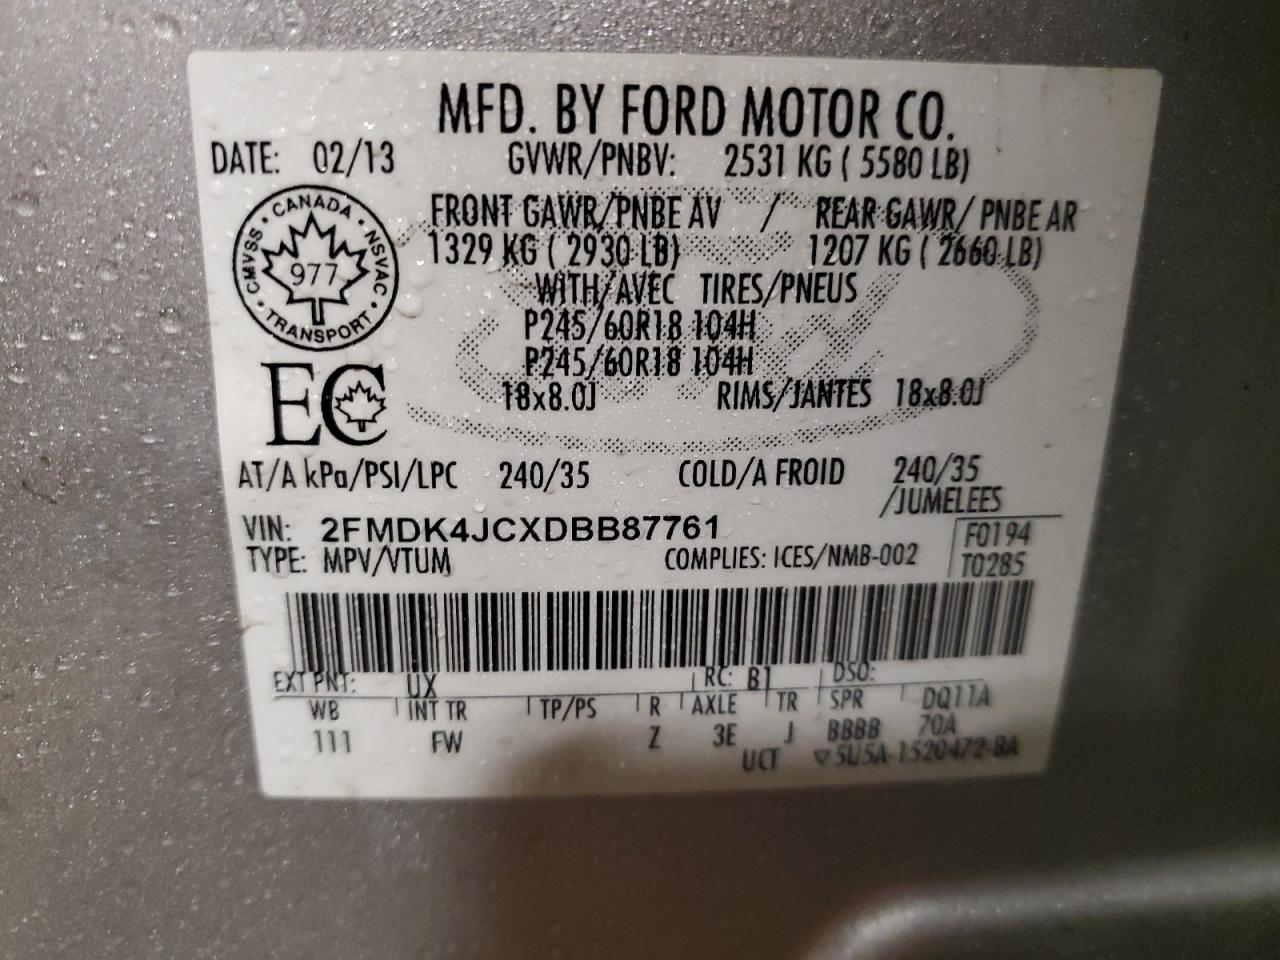 MFD. BY FORD MOTOR CO.
DATE: 02/13 GVWR/PNBV: 2531 KG ( 5580 LB)
CANADA
CMVSS NSVAC
977
TRANSPORT
FRONT GAWR/PNBE AV / REAR GAWR/ PNBE AR
1329 KG ( 2930 LB) 1207 KG ( 2660 LB)
WITH/AVEC TIRES/PNEUS
P245/60R18 104H
P245/60R18 104H
EC
18x8.0J RIMS/JANTES 18x8.0J
AT/A kPa/PSI/LPC 240/35 COLD/A FROID 240/35
/JUMELEES
VIN: 2FMDK4JCXDBB87761 F0194
TYPE: MPV/VTUM COMPLIES: ICES/NMB-002 T0285
EXT PNT: UX RC: B1 DSO:
WB INT TR TP/PS R AXLE TR SPR DQ11A
111 FW Z 3E J BBBB 70A
UCT ▽5U5A-1520472-BA